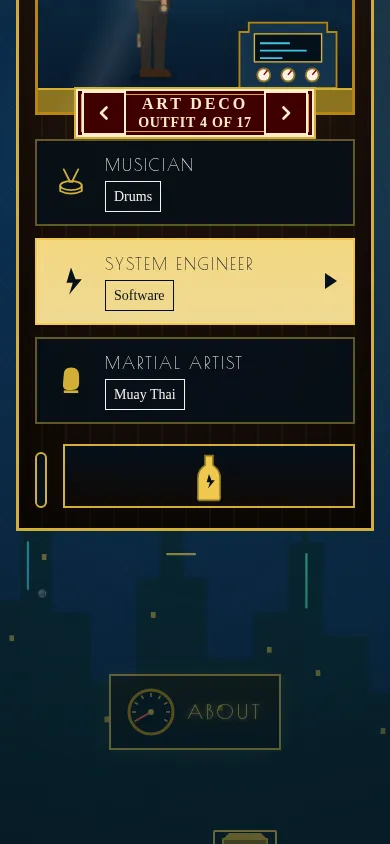 ART DECO
OUTFIT 4 OF 17
MUSICIAN
Drums
SYSTEM ENGINEER
Software
MARTIAL ARTIST
Muay Thai
ABOUT